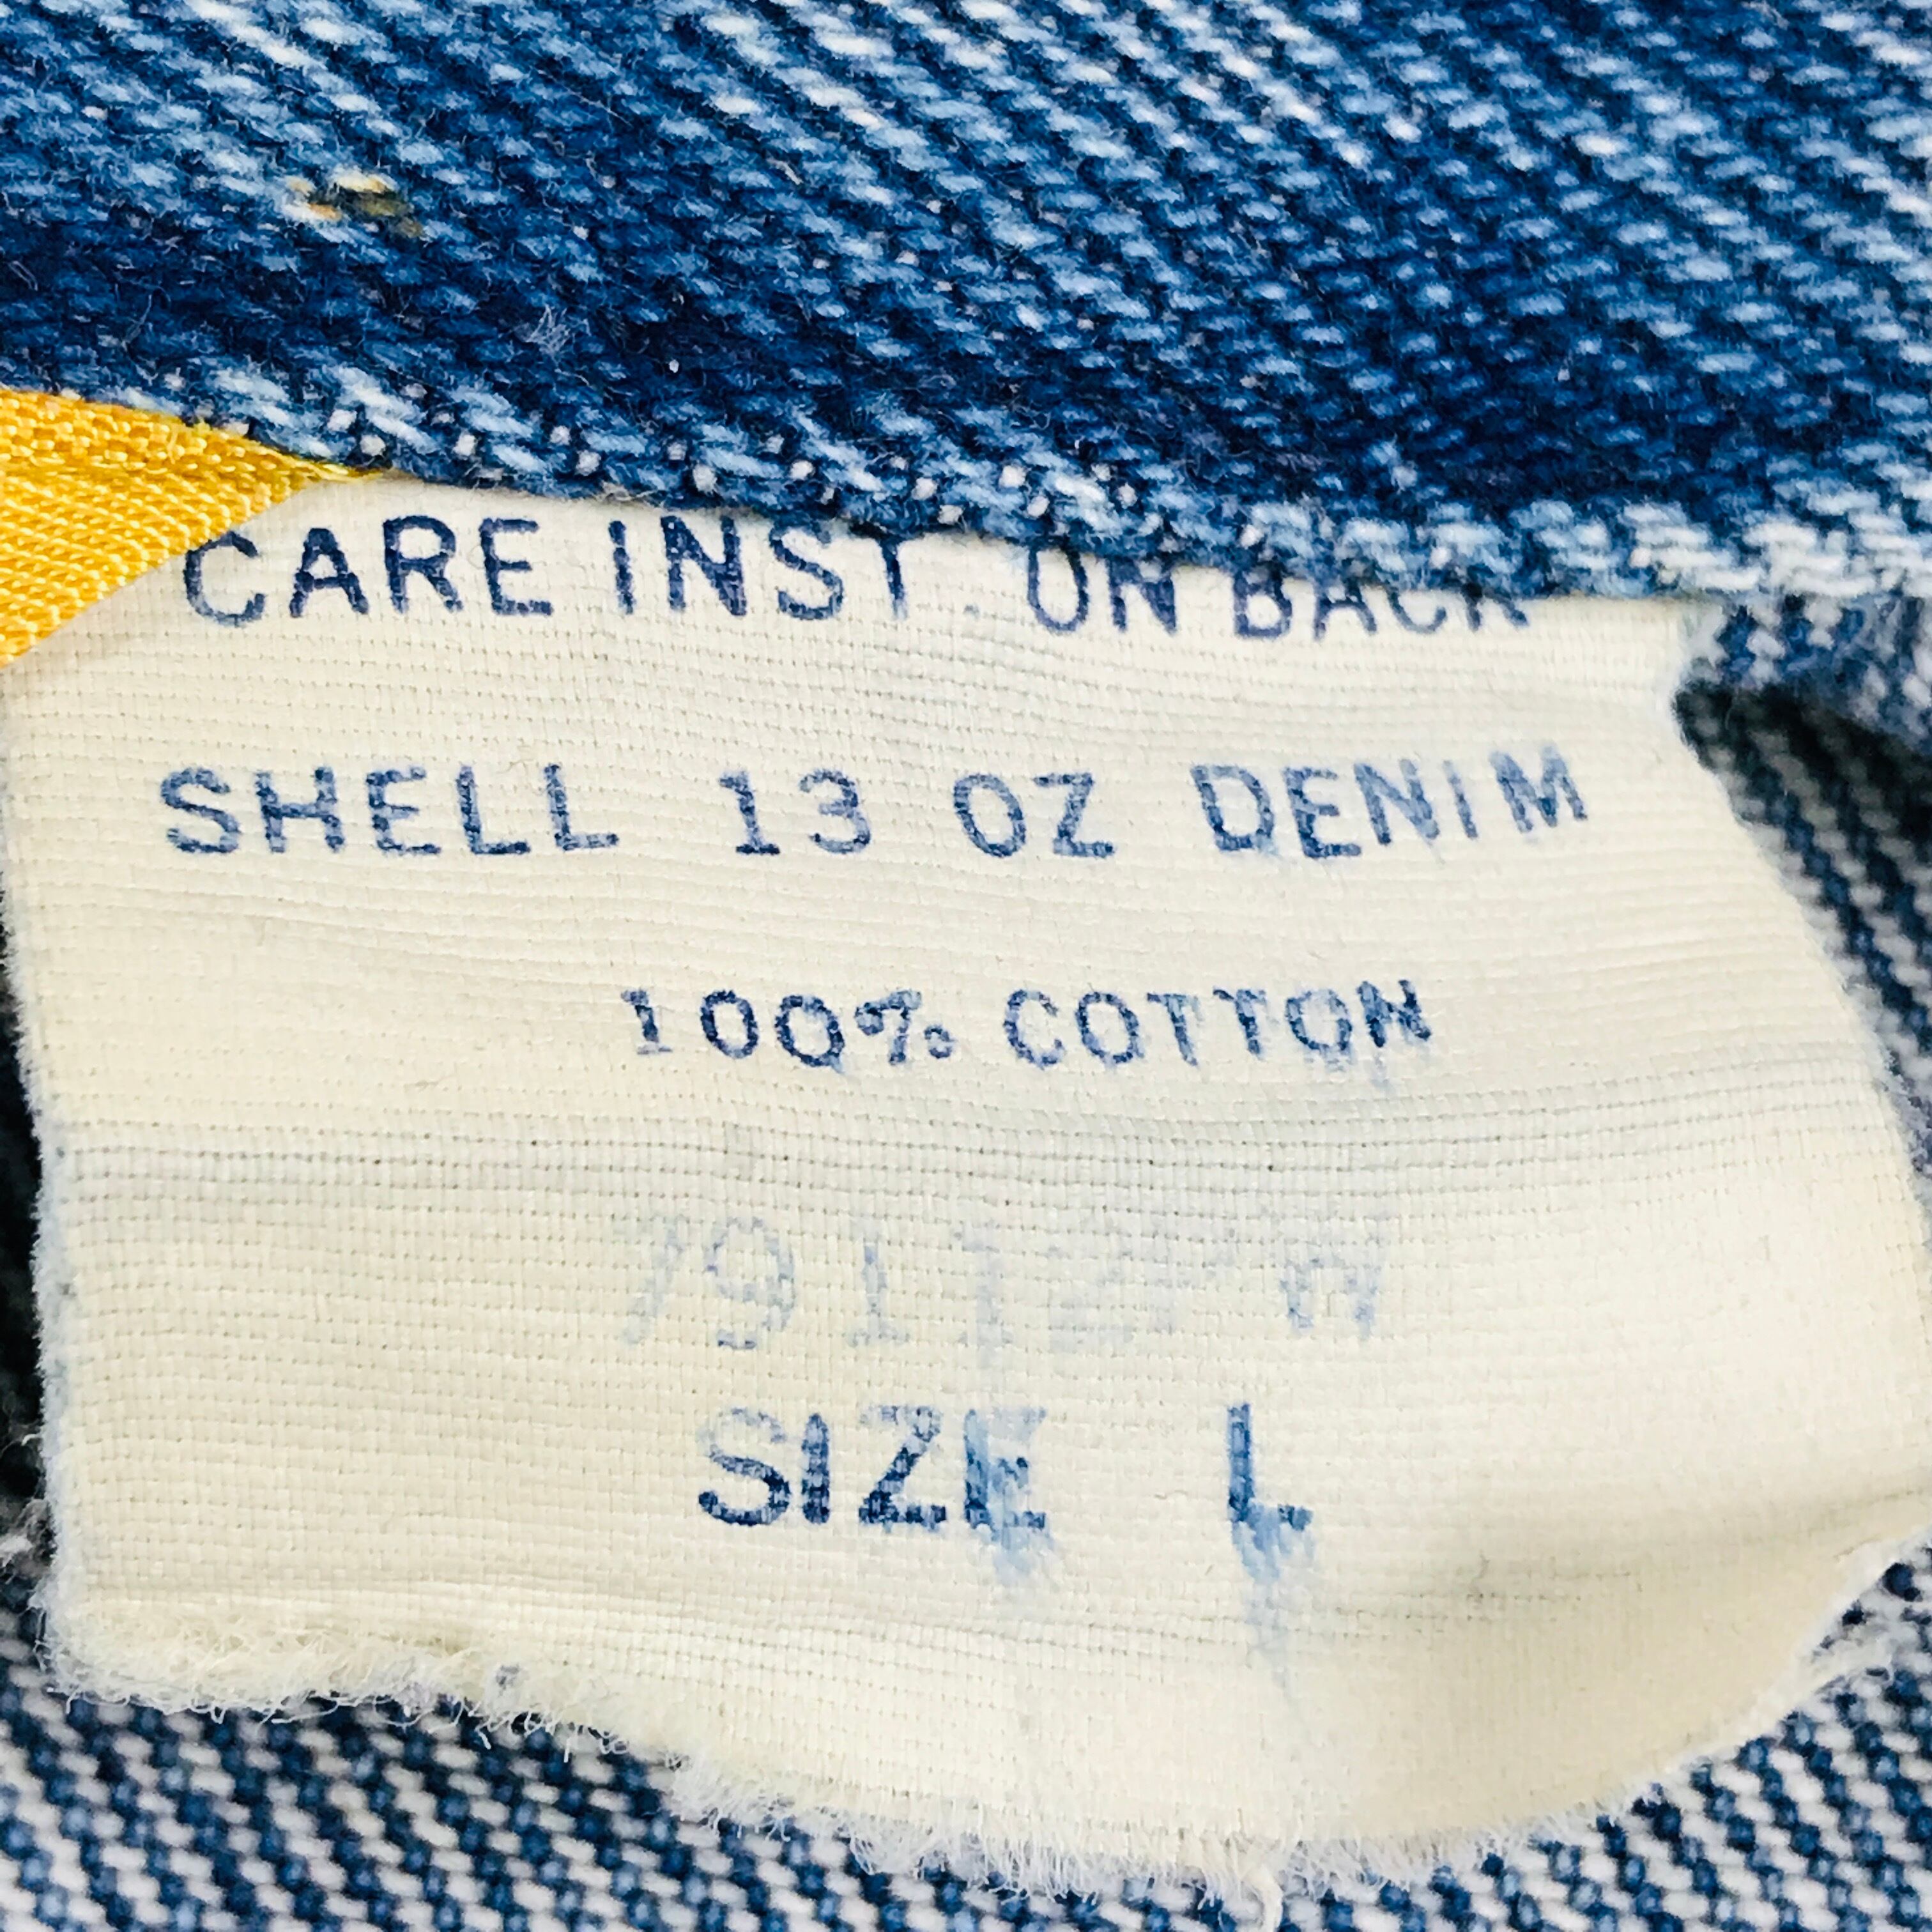 CARE INST. ON BACK
SHELL 13 OZ DENIM
100% COTTON
SIZE L